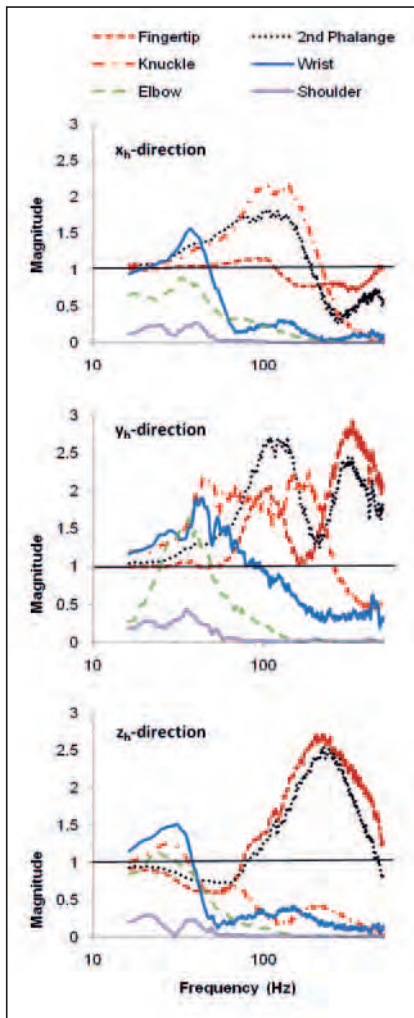 Fingertip 2nd Phalange
Knuckle Wrist
Elbow Shoulder
xh-direction
Magnitude
3
2.5
2
1.5
1
0.5
0
10 100
yh-direction
Magnitude
3
2.5
2
1.5
1
0.5
0
10 100
zh-direction
Magnitude
3
2.5
2
1.5
1
0.5
0
10 100
Frequency (Hz)